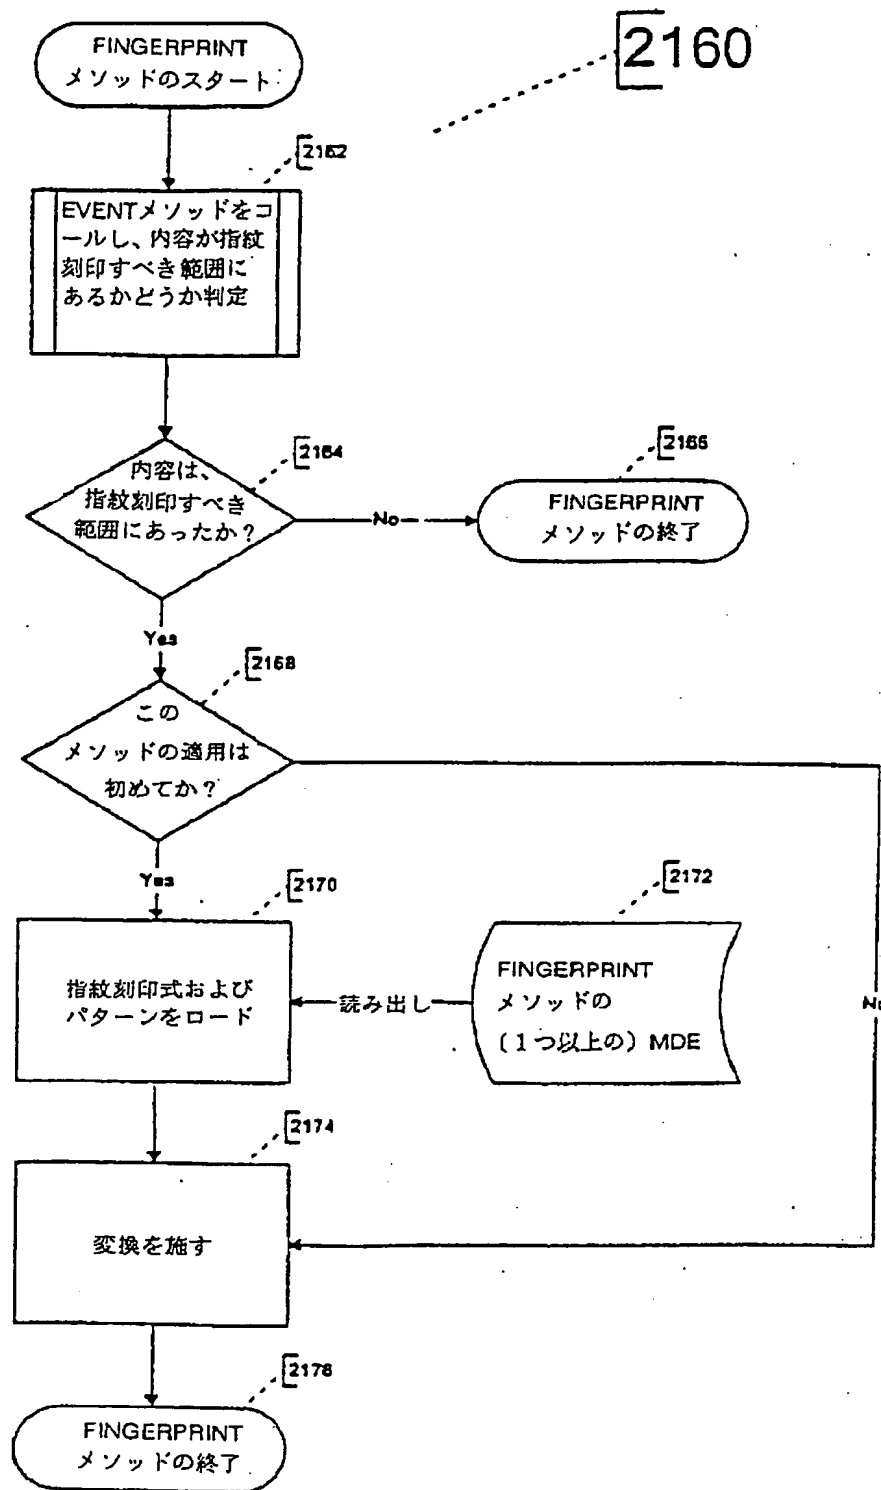 FINGERPRINT
メソッドのスタート
2160
2162
EVENTメソッドをコ
ールし、内容が指紋
刻印すべき範囲に
あるかどうか判定
2164
内容は、
指紋刻印すべき
範囲にあったか？
No
2166
FINGERPRINT
メソッドの終了
Yes
2168
この
メソッドの適用は
初めてか？
Yes
2170
指紋刻印式および
パターンをロード
読み出し
2172
FINGERPRINT
メソッドの
(1つ以上の) MDE
No
2174
変換を施す
2176
FINGERPRINT
メソッドの終了